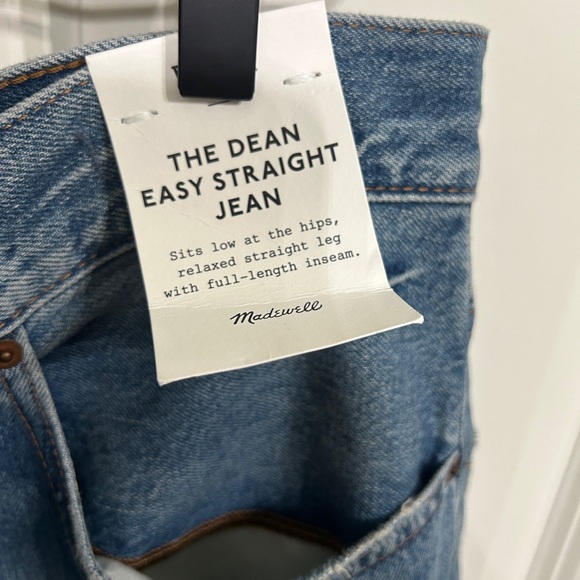 THE DEAN
EASY STRAIGHT
JEAN
Sits low at the hips,
relaxed straight leg
with full-length inseam.
Madewell